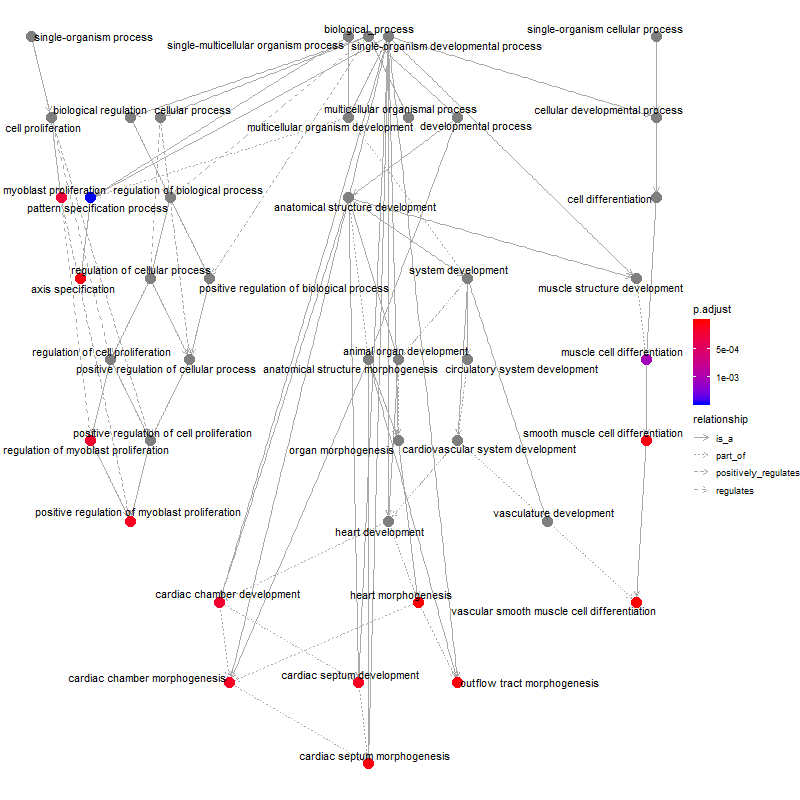 biological_process
single-organism cellular process
single-organism process
single-multicellular organism process
single-organism developmental process
biological regulation
cellular process
multicellular organismal process
cellular developmental process
cell proliferation
multicellular organism development
developmental process
myoblast proliferation
regulation of biological process
cell differentiation
pattern specification process
anatomical structure development
regulation of cellular process
system development
axis specification
positive regulation of biological process
muscle structure development
p.adjust
5e-04
1e-03
regulation of cell proliferation
animal organ development
muscle cell differentiation
positive regulation of cellular process
anatomical structure morphogenesis
circulatory system development
relationship
is_a
part_of
positively_regulates
regulates
positive regulation of cell proliferation
smooth muscle cell differentiation
regulation of myoblast proliferation
organ morphogenesis
cardiovascular system development
positive regulation of myoblast proliferation
vasculature development
heart development
cardiac chamber development
heart morphogenesis
vascular smooth muscle cell differentiation
cardiac chamber morphogenesis
cardiac septum development
outflow tract morphogenesis
cardiac septum morphogenesis